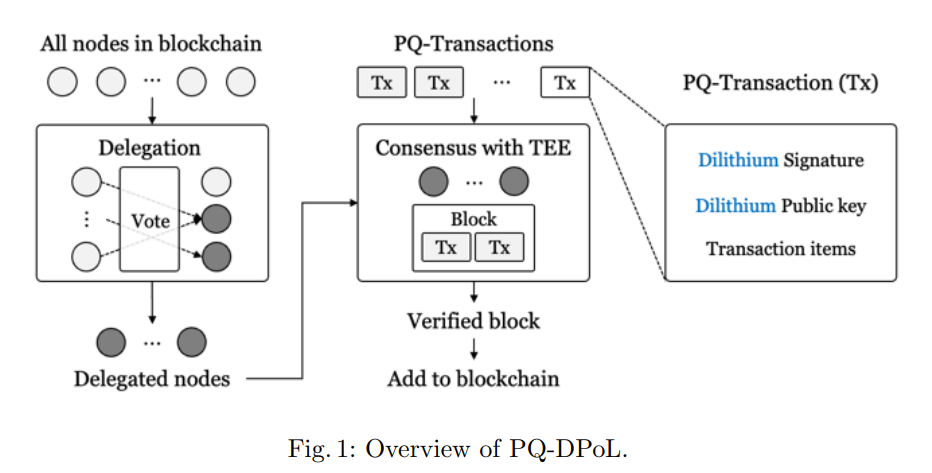 All nodes in blockchain
...
Delegation
Vote
...
Delegated nodes
PQ-Transactions
Tx Tx ... Tx
Consensus with TEE
...
Block
Tx Tx
Verified block
Add to blockchain
PQ-Transaction (Tx)
Dilithium Signature
Dilithium Public key
Transaction items
Fig. 1: Overview of PQ-DPoL.